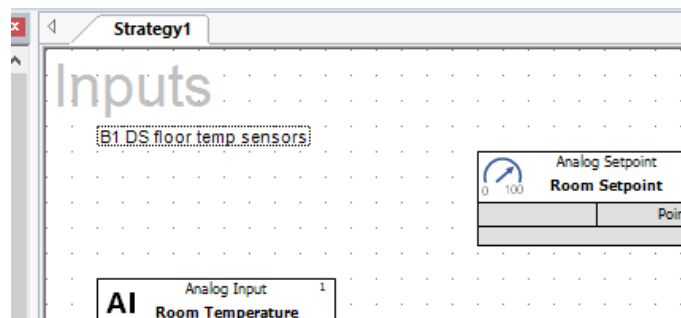 Strategy1
Inputs
B1 DS floor temp sensors
Analog Setpoint
0 100
Room Setpoint
Analog Input 1
AI
Room Temperature